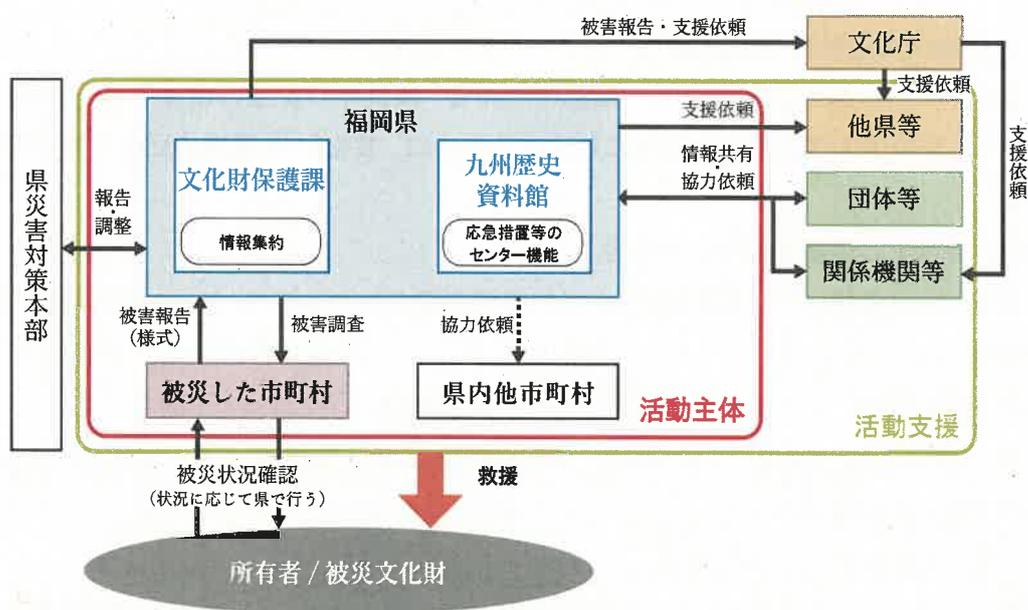 被害報告・支援依頼
文化庁
支援依頼
支援依頼
他県等
支援依頼
情報共有
・
協力依頼
団体等
関係機関等
県災害対策本部
報告
・
調整
福岡県
文化財保護課
情報集約
九州歴史
資料館
応急措置等の
センター機能
被害報告
(様式)
被害調査
協力依頼
被災した市町村
県内他市町村
活動主体
活動支援
被災状況確認
(状況に応じて県で行う)
救援
所有者 / 被災文化財